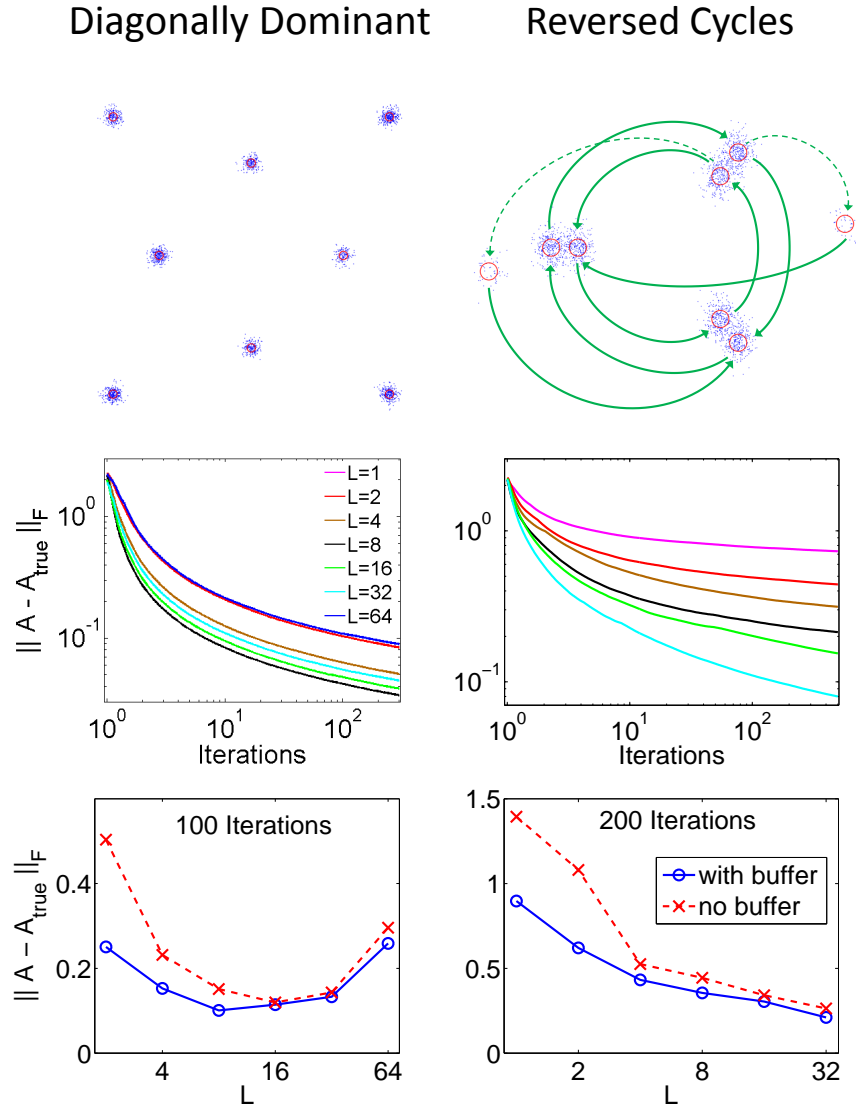 Diagonally Dominant
Reversed Cycles
|| A - A_true ||_F
10^0
10^-1
L=1
L=2
L=4
L=8
L=16
L=32
L=64
10^0
10^1
10^2
Iterations
10^0
10^-1
10^0
10^1
10^2
Iterations
|| A − A_true ||_F
100 Iterations
0.4
0.2
0
4
16
64
L
200 Iterations
1.5
1
0.5
0
with buffer
no buffer
2
8
32
L